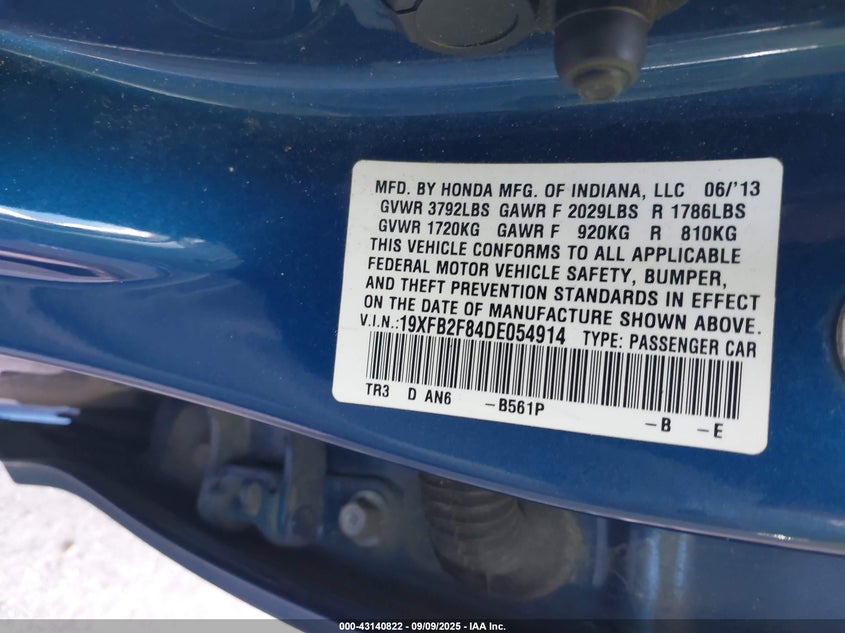 MFD. BY HONDA MFG. OF INDIANA, LLC 06/'13
GVWR 3792LBS GAWR F 2029LBS R 1786LBS
GVWR 1720KG GAWR F 920KG R 810KG
THIS VEHICLE CONFORMS TO ALL APPLICABLE
FEDERAL MOTOR VEHICLE SAFETY, BUMPER,
AND THEFT PREVENTION STANDARDS IN EFFECT
ON THE DATE OF MANUFACTURE SHOWN ABOVE.
V.I.N.:19XFB2F84DE054914 TYPE: PASSENGER CAR
TR3 D AN6 -B561P -B -E
000-43140822 - 09/09/2025 - IAA Inc.